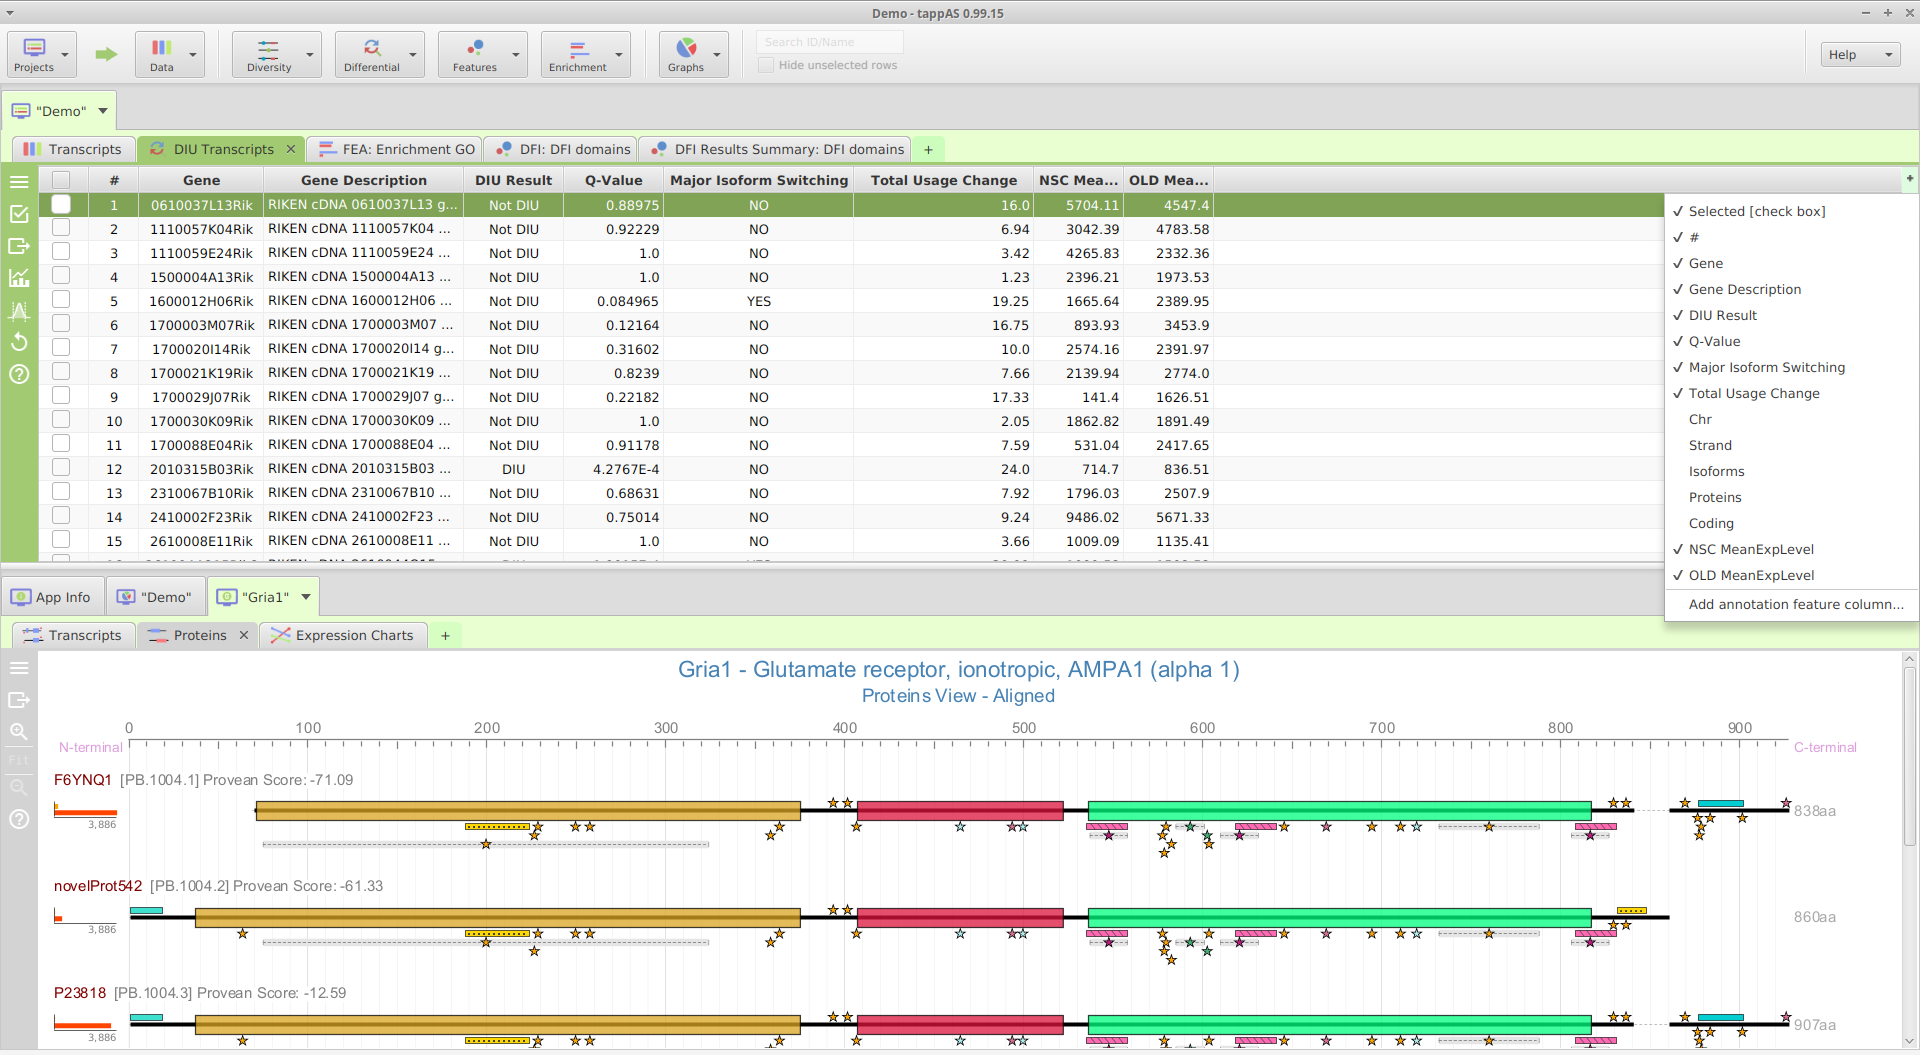 Demo - tappAS 0.99.15
Projects Data Diversity Differential Features Enrichment Graphs
Search ID/Name
Hide unselected rows
Help
"Demo"
Transcripts DIU Transcripts FEA: Enrichment GO DFI: DFI domains DFI Results Summary: DFI domains +
# Gene Gene Description DIU Result Q-Value Major Isoform Switching Total Usage Change NSC Mea... OLD Mea... +
1 0610037L13Rik RIKEN cDNA 0610037L13 g... Not DIU 0.88975 NO 16.0 5704.11 4547.4
2 1110057K04Rik RIKEN cDNA 1110057K04 ... Not DIU 0.92229 NO 6.94 3042.39 4783.58
3 1110059E24Rik RIKEN cDNA 1110059E24 ... Not DIU 1.0 NO 3.42 4265.83 2332.36
4 1500004A13Rik RIKEN cDNA 1500004A13 ... Not DIU 1.0 NO 1.23 2396.21 1973.53
5 1600012H06Rik RIKEN cDNA 1600012H06 ... Not DIU 0.084965 YES 19.25 1665.64 2389.95
6 1700003M07Rik RIKEN cDNA 1700003M07 ... Not DIU 0.12164 NO 16.75 893.93 3453.9
7 1700020I14Rik RIKEN cDNA 1700020I14 g... Not DIU 0.31602 NO 10.0 2574.16 2391.97
8 1700021K19Rik RIKEN cDNA 1700021K19 ... Not DIU 0.8239 NO 7.66 2139.94 2774.0
9 1700029J07Rik RIKEN cDNA 1700029J07 g... Not DIU 0.22182 NO 17.33 141.4 1626.51
10 1700030K09Rik RIKEN cDNA 1700030K09 ... Not DIU 1.0 NO 2.05 1862.82 1891.49
11 1700088E04Rik RIKEN cDNA 1700088E04 ... Not DIU 0.91178 NO 7.59 531.04 2417.65
12 2010315B03Rik RIKEN cDNA 2010315B03 ... DIU 4.2767E-4 NO 24.0 714.7 836.51
13 2310067B10Rik RIKEN cDNA 2310067B10 ... Not DIU 0.68631 NO 7.92 1796.03 2507.9
14 2410002F23Rik RIKEN cDNA 2410002F23 ... Not DIU 0.75014 NO 9.24 9486.02 5671.33
15 2610008E11Rik RIKEN cDNA 2610008E11 ... Not DIU 1.0 NO 3.66 1009.09 1135.41
✓ Selected [check box]
✓ #
✓ Gene
✓ Gene Description
✓ DIU Result
✓ Q-Value
✓ Major Isoform Switching
✓ Total Usage Change
Chr
Strand
Isoforms
Proteins
Coding
✓ NSC MeanExpLevel
✓ OLD MeanExpLevel
Add annotation feature column...
App Info "Demo" "Gria1"
Transcripts Proteins Expression Charts +
Fit
Gria1 - Glutamate receptor, ionotropic, AMPA1 (alpha 1)
Proteins View - Aligned
0 100 200 300 400 500 600 700 800 900
N-terminal C-terminal
F6YNQ1 [PB.1004.1] Provean Score: -71.09
3,886 838aa
novelProt542 [PB.1004.2] Provean Score: -61.33
3,886 860aa
P23818 [PB.1004.3] Provean Score: -12.59
3,886 907aa